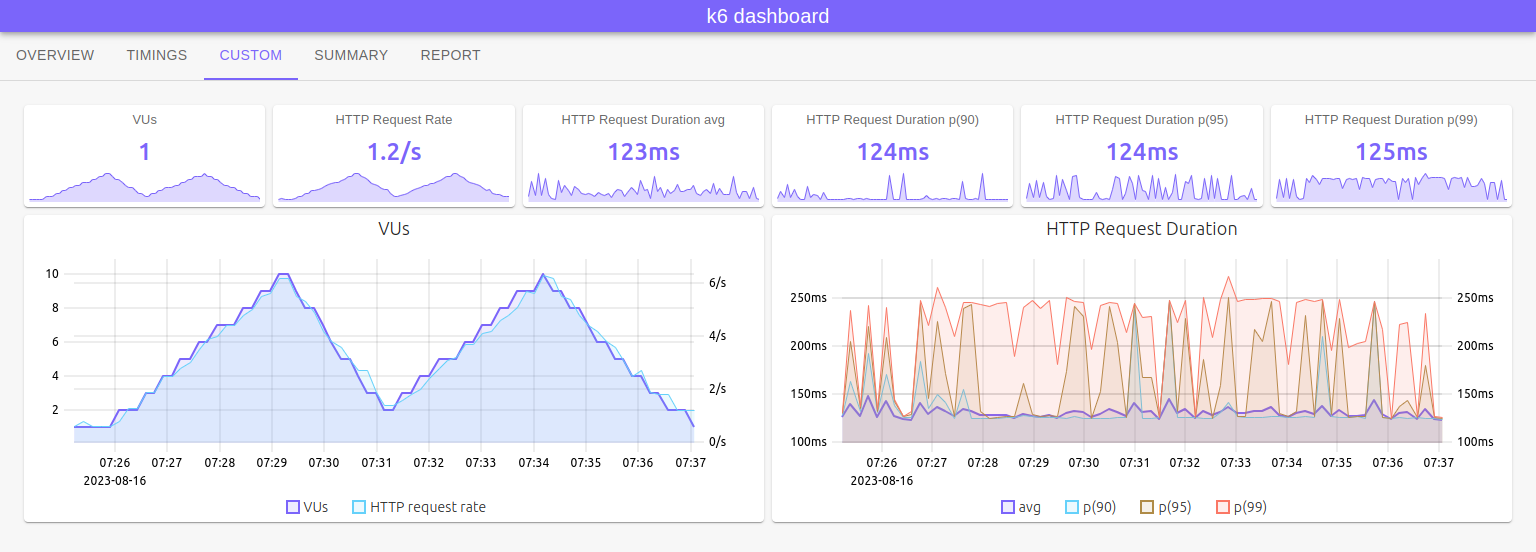 k6 dashboard
OVERVIEW TIMINGS CUSTOM SUMMARY REPORT
VUs
1
HTTP Request Rate
1.2/s
HTTP Request Duration avg
123ms
HTTP Request Duration p(90)
124ms
HTTP Request Duration p(95)
124ms
HTTP Request Duration p(99)
125ms
VUs
10
8
6
4
2
6/s
4/s
2/s
0/s
07:26 07:27 07:28 07:29 07:30 07:31 07:32 07:33 07:34 07:35 07:36 07:37
2023-08-16
VUs HTTP request rate
HTTP Request Duration
250ms 250ms
200ms 200ms
150ms 150ms
100ms 100ms
07:26 07:27 07:28 07:29 07:30 07:31 07:32 07:33 07:34 07:35 07:36 07:37
2023-08-16
avg p(90) p(95) p(99)